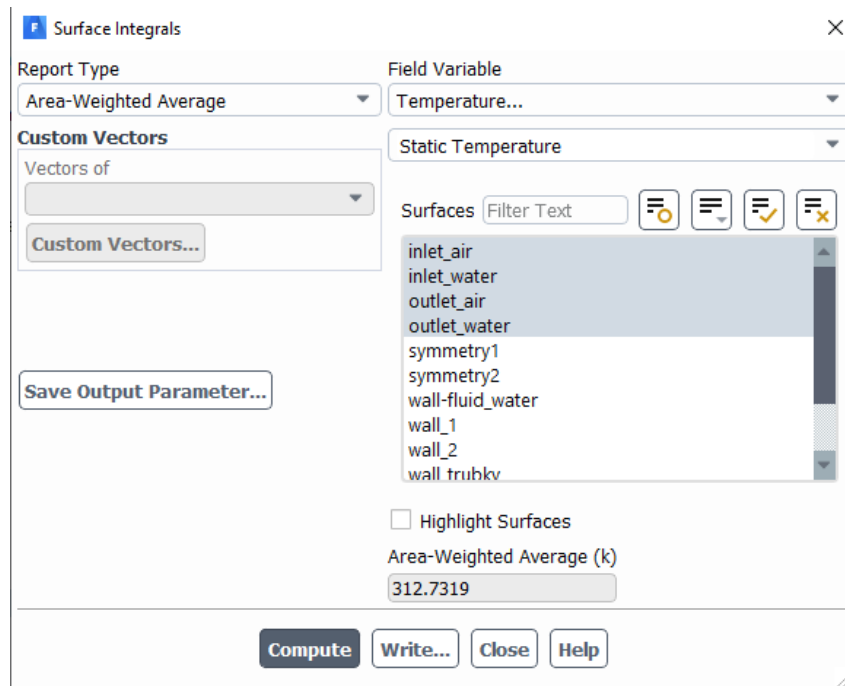 F Surface Integrals
Report Type
Area-Weighted Average
Custom Vectors
Vectors of
Custom Vectors...
Save Output Parameter...
Field Variable
Temperature...
Static Temperature
Surfaces Filter Text
inlet_air
inlet_water
outlet_air
outlet_water
symmetry1
symmetry2
wall-fluid_water
wall_1
wall_2
wall_trubky
Highlight Surfaces
Area-Weighted Average (k)
312.7319
Compute Write... Close Help